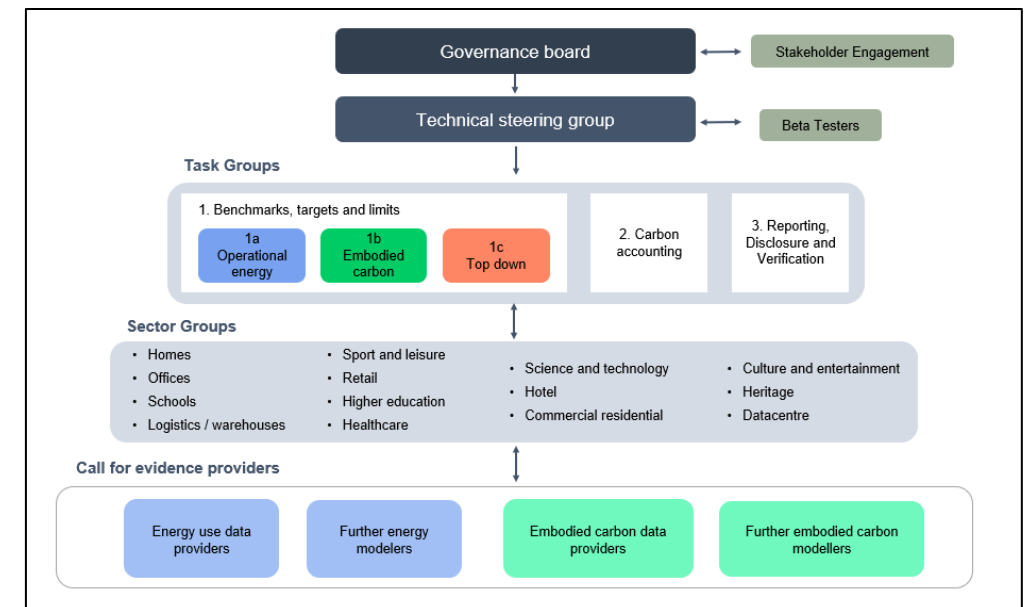 Governance board
Stakeholder Engagement
Technical steering group
Beta Testers
Task Groups
1. Benchmarks, targets and limits
1a
Operational
energy
1b
Embodied
carbon
1c
Top down
2. Carbon
accounting
3. Reporting,
Disclosure and
Verification
Sector Groups
• Homes
• Offices
• Schools
• Logistics / warehouses
• Sport and leisure
• Retail
• Higher education
• Healthcare
• Science and technology
• Hotel
• Commercial residential
• Culture and entertainment
• Heritage
• Datacentre
Call for evidence providers
Energy use data
providers
Further energy
modelers
Embodied carbon data
providers
Further embodied carbon
modellers